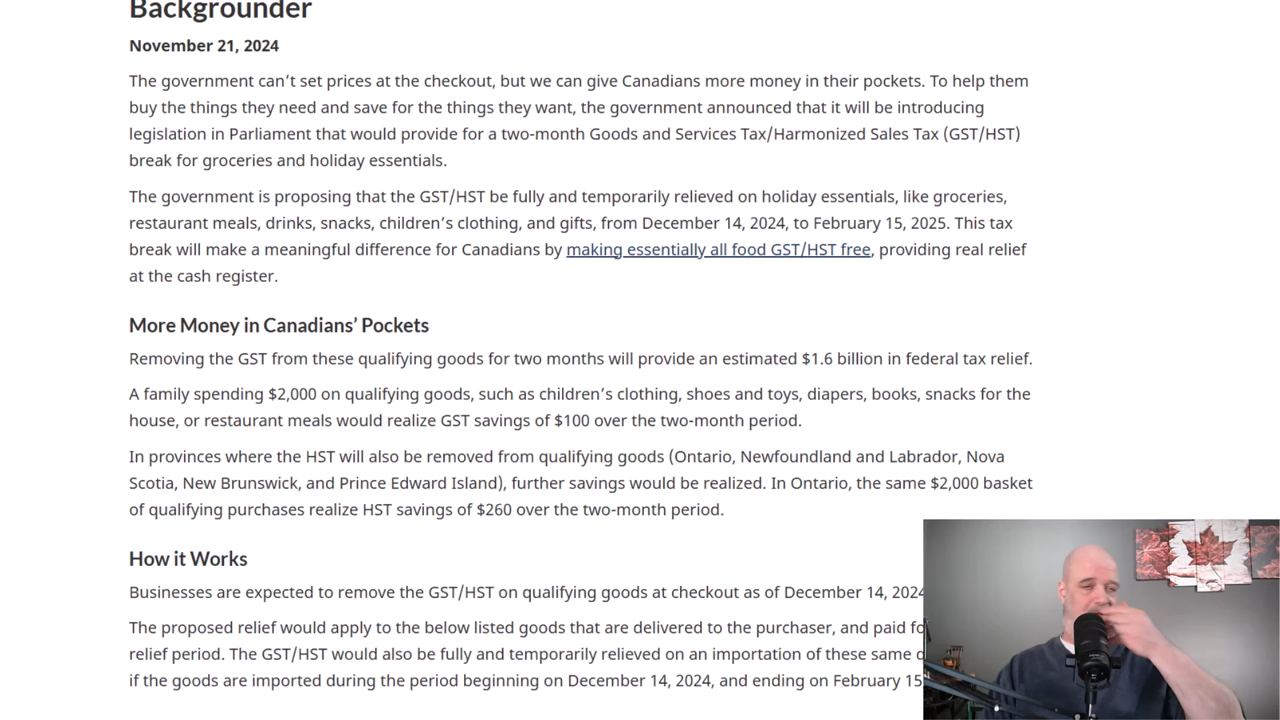 Backgrounder
November 21, 2024
The government can’t set prices at the checkout, but we can give Canadians more money in their pockets. To help them
buy the things they need and save for the things they want, the government announced that it will be introducing
legislation in Parliament that would provide for a two-month Goods and Services Tax/Harmonized Sales Tax (GST/HST)
break for groceries and holiday essentials.
The government is proposing that the GST/HST be fully and temporarily relieved on holiday essentials, like groceries,
restaurant meals, drinks, snacks, children’s clothing, and gifts, from December 14, 2024, to February 15, 2025. This tax
break will make a meaningful difference for Canadians by making essentially all food GST/HST free, providing real relief
at the cash register.
More Money in Canadians’ Pockets
Removing the GST from these qualifying goods for two months will provide an estimated $1.6 billion in federal tax relief.
A family spending $2,000 on qualifying goods, such as children’s clothing, shoes and toys, diapers, books, snacks for the
house, or restaurant meals would realize GST savings of $100 over the two-month period.
In provinces where the HST will also be removed from qualifying goods (Ontario, Newfoundland and Labrador, Nova
Scotia, New Brunswick, and Prince Edward Island), further savings would be realized. In Ontario, the same $2,000 basket
of qualifying purchases realize HST savings of $260 over the two-month period.
How it Works
Businesses are expected to remove the GST/HST on qualifying goods at checkout as of December 14, 2024
The proposed relief would apply to the below listed goods that are delivered to the purchaser, and paid
relief period. The GST/HST would also be fully and temporarily relieved on an importation of these same
if the goods are imported during the period beginning on December 14, 2024, and ending on February 15